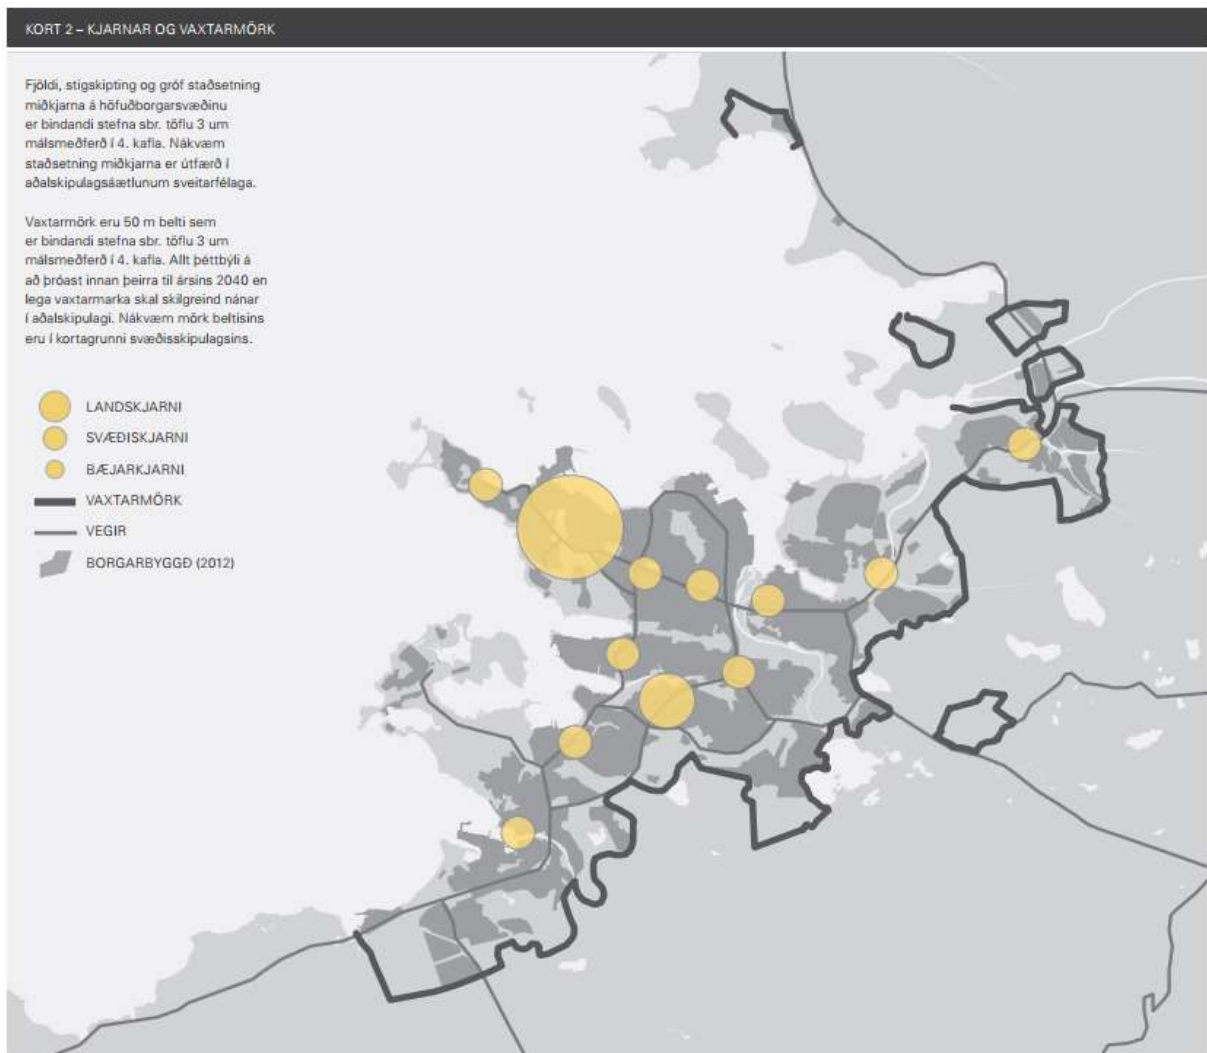 KORT 2 – KJARNAR OG VAXTARMÖRK
Fjöldi, stigskipting og gróf staðsetning
miðkjarna á höfuðborgarsvæðinu
er bindandi stefna sbr. töflu 3 um
málsmeðferð í 4. kafla. Nákvæm
staðsetning miðkjarna er útfærð í
aðalskipulagsáætlunum sveitarfélaga.
Vaxtarmörk eru 50 m belti sem
er bindandi stefna sbr. töflu 3 um
málsmeðferð í 4. kafla. Allt þéttbýli á
að þróast innan þeirra til ársins 2040 en
lega vaxtarmarka skal skilgreind nánar
í aðalskipulagi. Nákvæm mörk beltisins
eru í kortagrunni svæðisskipulagsins.
LANDSKJARNI
SVÆÐISKJARNI
BÆJARKJARNI
VAXTARMÖRK
VEGIR
BORGARBYGGÐ (2012)